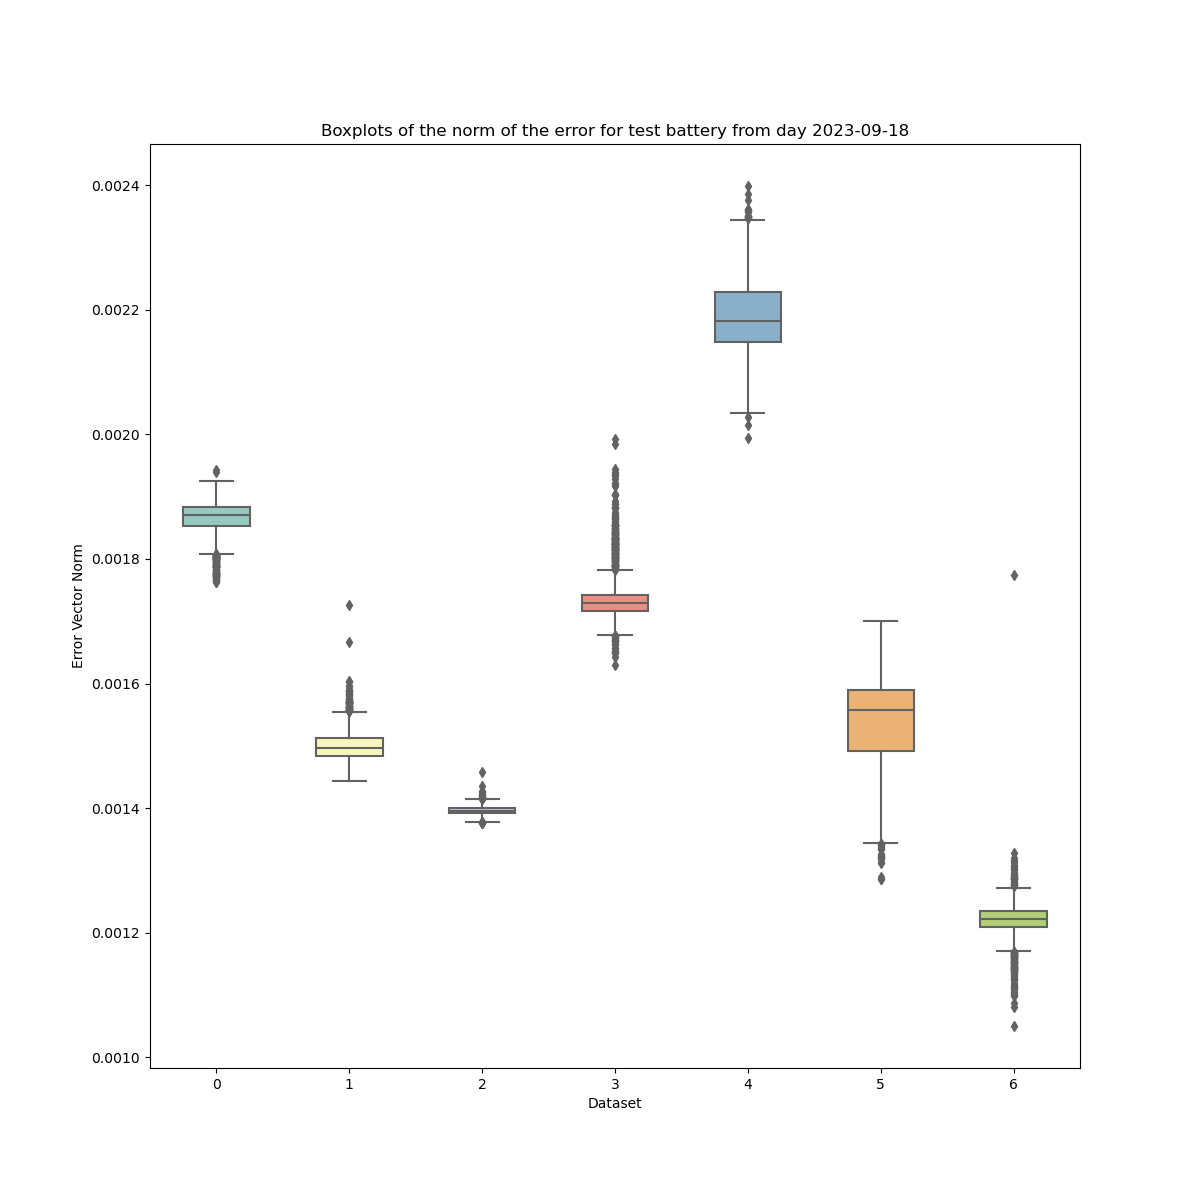 Boxplots of the norm of the error for test battery from day 2023-09-18
0.0024
0.0022
0.0020
0.0018
0.0016
0.0014
0.0012
0.0010
Error Vector Norm
0 1 2 3 4 5 6
Dataset